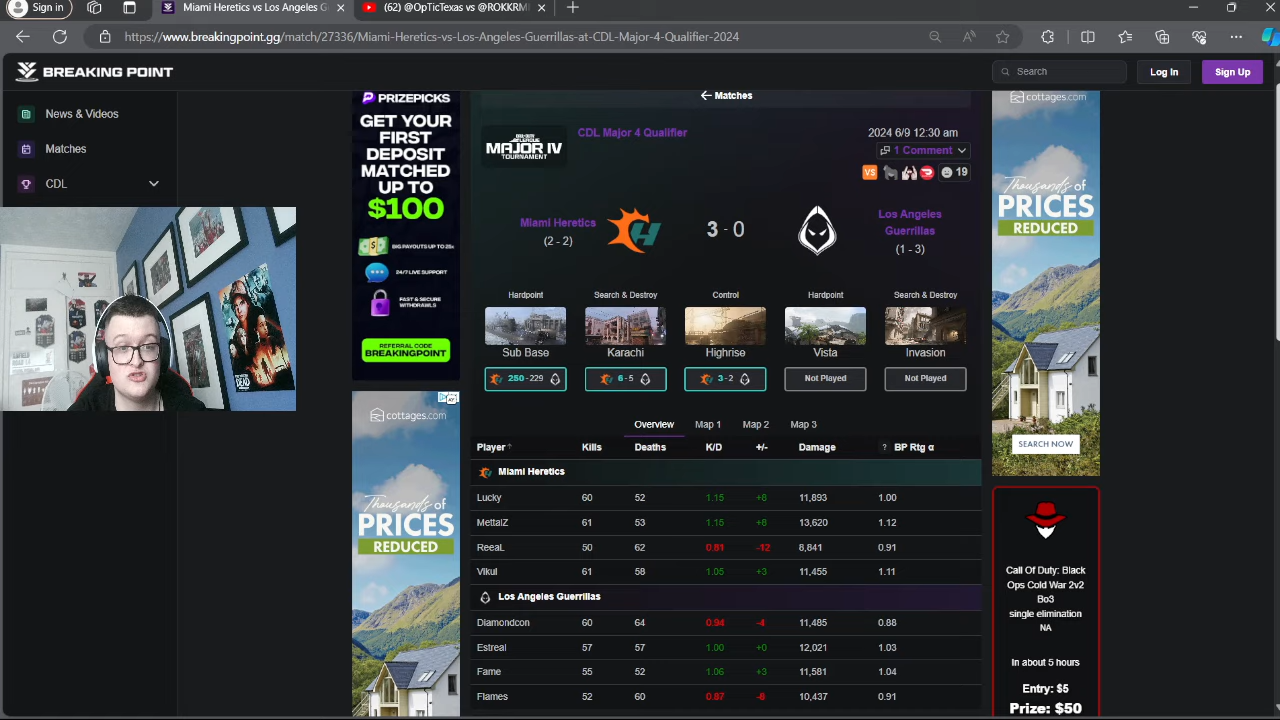 Sign in
Miami Heretics vs Los Angeles G
(62) @OpTicTexas vs @ROKKRMN
https://www.breakingpoint.gg/match/27336/Miami-Heretics-vs-Los-Angeles-Guerrillas-at-CDL-Major-4-Qualifier-2024
BREAKING POINT
Search
Log In
Sign Up
News & Videos
Matches
CDL
PRIZEPICKS
GET YOUR
FIRST
DEPOSIT
MATCHED
UP TO
$100
BIG PAYOUTS UP TO 25x
24/7 LIVE SUPPORT
FAST & SECURE
WITHDRAWLS
REFERRAL CODE
BREAKINGPOINT
cottages.com
Thousands of
PRICES
REDUCED
Matches
MAJOR IV
TOURNAMENT
CDL Major 4 Qualifier
2024 6/9 12:30 am
1 Comment
VS
19
Miami Heretics
(2 - 2)
3 - 0
Los Angeles
Guerrillas
(1 - 3)
Hardpoint Search & Destroy Control Hardpoint Search & Destroy
Sub Base Karachi Highrise Vista Invasion
250 - 229 6 - 5 3 - 2 Not Played Not Played
Overview Map 1 Map 2 Map 3
Player Kills Deaths K/D +/- Damage ? BP Rtg α
Miami Heretics
Lucky 60 52 1.15 +8 11,893 1.00
MettalZ 61 53 1.15 +8 13,620 1.12
ReeaL 50 62 0.81 -12 8,841 0.91
Vikul 61 58 1.05 +3 11,455 1.11
Los Angeles Guerrillas
Diamondcon 60 64 0.94 -4 11,485 0.88
Estreal 57 57 1.00 +0 12,021 1.03
Fame 55 52 1.06 +3 11,581 1.04
Flames 52 60 0.87 -8 10,437 0.91
cottages.com
Thousands of
PRICES
REDUCED
SEARCH NOW
Call Of Duty: Black
Ops Cold War 2v2
Bo3
single elimination
NA
In about 5 hours
Entry: $5
Prize: $50
DEAD